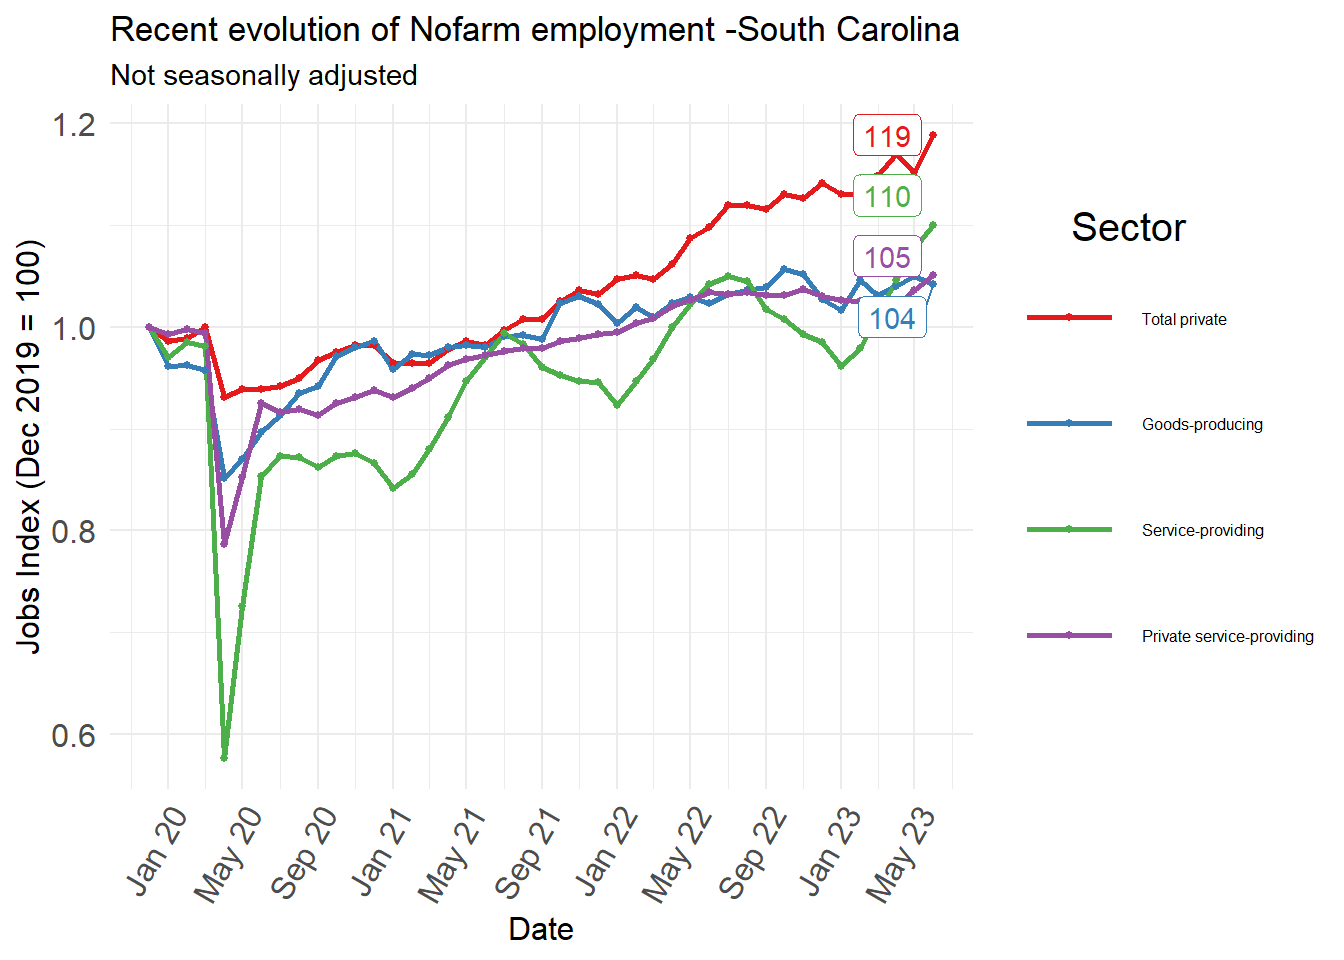 Recent evolution of Nofarm employment -South Carolina
Not seasonally adjusted
Jobs Index (Dec 2019 = 100)
1.2
1.0
0.8
0.6
119
110
105
104
Jan 20
May 20
Sep 20
Jan 21
May 21
Sep 21
Jan 22
May 22
Sep 22
Jan 23
May 23
Date
Sector
Total private
Goods-producing
Service-providing
Private service-providing